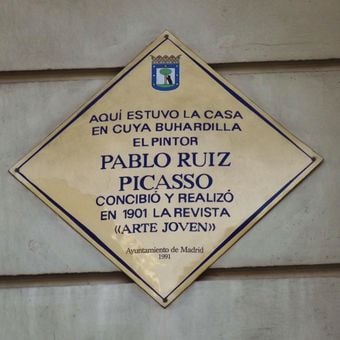 AQUÍ ESTUVO LA CASA
EN CUYA BUHARDILLA
EL PINTOR
PABLO RUIZ
PICASSO
CONCIBIÓ Y REALIZÓ
EN 1901 LA REVISTA
«ARTE JOVEN»
Ayuntamiento de Madrid
1991